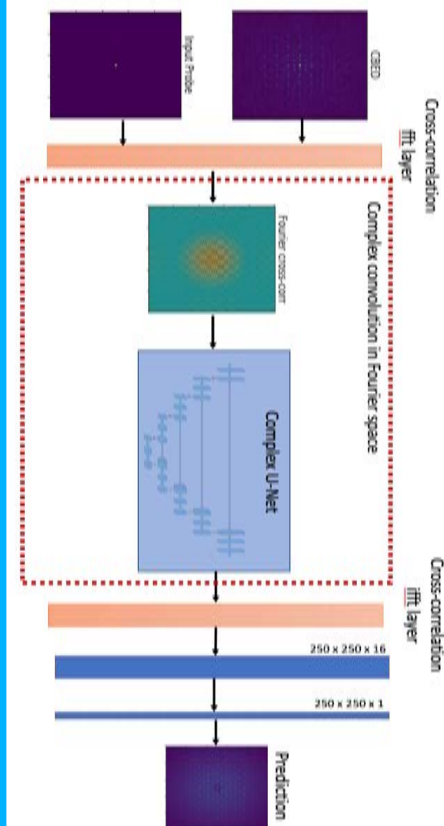 Cross-correlation
fft layer
CBED
Input Probe
Complex convolution in Fourier space
Fourier cross-corr
Complex U-Net
Cross-correlation
ifft layer
250 x 250 x 16
250 x 250 x 1
Prediction